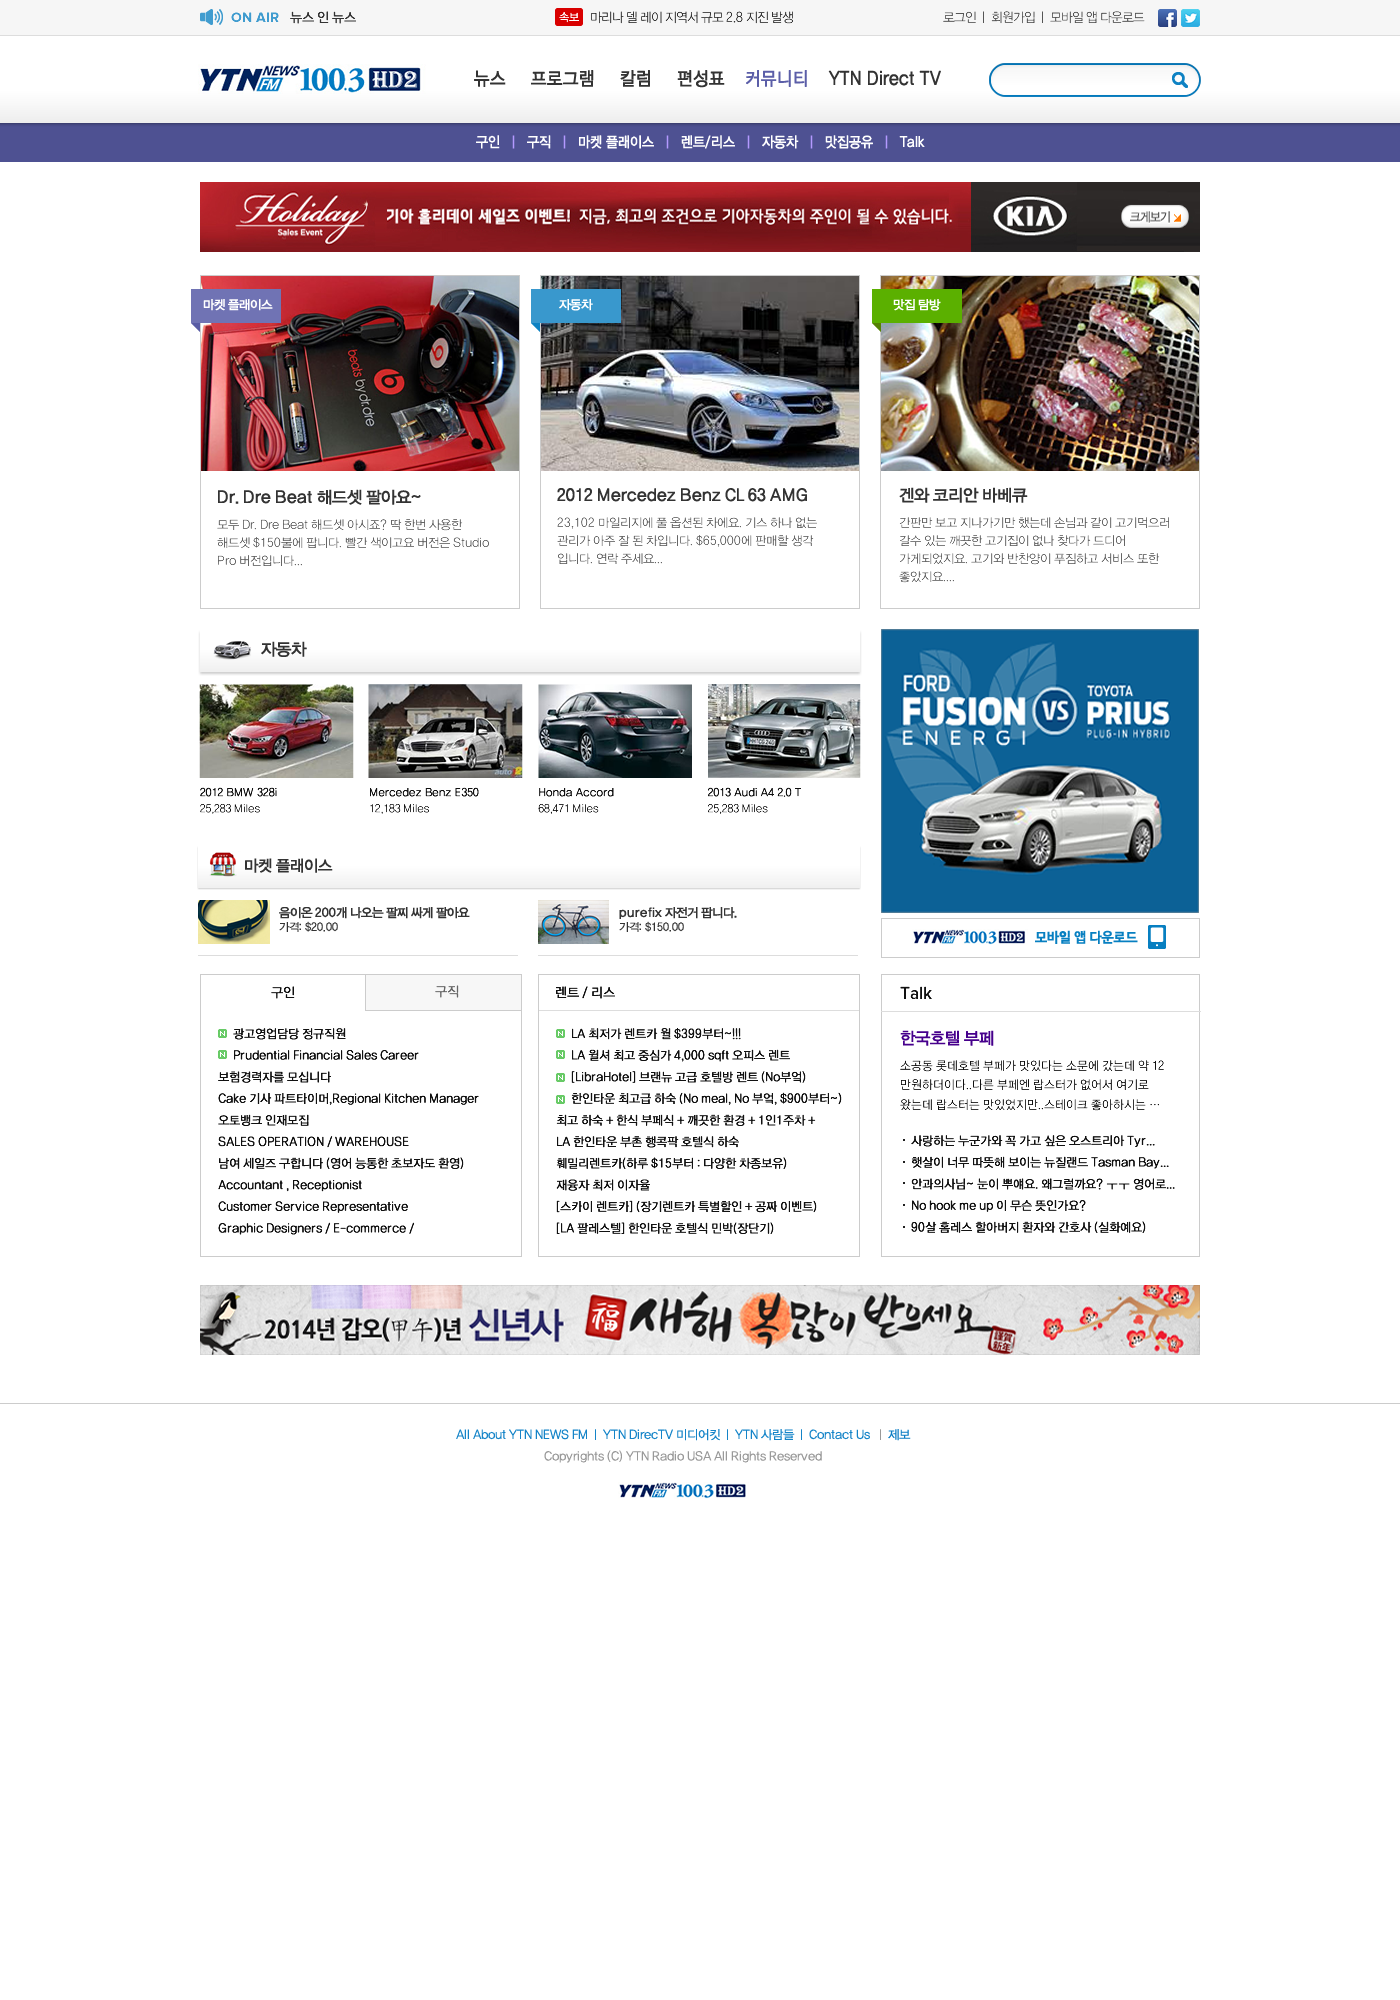 ON AIR 뉴스 인 뉴스
속보 마리나 델 레이 지역서 규모 2.8 지진 발생
로그인 | 회원가입 | 모바일 앱 다운로드
YTN NEWS FM 100.3 HD2
뉴스 프로그램 칼럼 편성표 커뮤니티 YTN Direct TV
구인 | 구직 | 마켓 플래이스 | 렌트/리스 | 자동차 | 맛집공유 | Talk
Holiday
Sales Event
기아 홀리데이 세일즈 이벤트! 지금, 최고의 조건으로 기아자동차의 주인이 될 수 있습니다.
KIA
크게보기
마켓 플래이스
beats by dr.dre
Dr. Dre Beat 해드셋 팔아요~
모두 Dr. Dre Beat 해드셋 아시죠? 딱 한번 사용한
해드셋 $150불에 팝니다. 빨간 색이고요 버전은 Studio
Pro 버전입니다...
자동차
2012 Mercedez Benz CL 63 AMG
23,102 마일리지에 풀 옵션된 차에요. 기스 하나 없는
관리가 아주 잘 된 차입니다. $65,000에 판매할 생각
입니다. 연락 주세요...
맛집 탐방
겐와 코리안 바베큐
간판만 보고 지나가기만 했는데 손님과 같이 고기먹으러
갈수 있는 깨끗한 고기집이 없나 찾다가 드디어
가게되었지요. 고기와 반찬양이 푸짐하고 서비스 또한
좋았지요....
자동차
2012 BMW 328i
25,283 Miles
Mercedez Benz E350
12,183 Miles
Honda Accord
68,471 Miles
2013 Audi A4 2.0 T
25,283 Miles
FORD
FUSION
ENERGI
VS
TOYOTA
PRIUS
PLUG-IN HYBRID
마켓 플래이스
음이온 200개 나오는 팔찌 싸게 팔아요
가격: $20.00
purefix 자전거 팝니다.
가격: $150.00
YTN NEWS FM 100.3 HD2 모바일 앱 다운로드
구인
구직
N 광고영업담당 정규직원
N Prudential Financial Sales Career
보험경력자를 모십니다
Cake 기사 파트타이머,Regional Kitchen Manager
오토뱅크 인재모집
SALES OPERATION / WAREHOUSE
남여 세일즈 구합니다 (영어 능통한 초보자도 환영)
Accountant , Receptionist
Customer Service Representative
Graphic Designers / E-commerce /
렌트 / 리스
N LA 최저가 렌트카 월 $399부터~!!!
N LA 윌셔 최고 중심가 4,000 sqft 오피스 렌트
N [LibraHotel] 브랜뉴 고급 호텔방 렌트 (No부엌)
N 한인타운 최고급 하숙 (No meal, No 부엌, $900부터~)
최고 하숙 + 한식 부페식 + 깨끗한 환경 + 1인1주차 +
LA 한인타운 부촌 행콕팍 호텔식 하숙
훼밀리렌트카(하루 $15부터 : 다양한 차종보유)
재융자 최저 이자율
[스카이 렌트카] (장기렌트카 특별할인 + 공짜 이벤트)
[LA 팔레스텔] 한인타운 호텔식 민박(장단기)
Talk
한국호텔 부페
소공동 롯데호텔 부페가 맛있다는 소문에 갔는데 약 12
만원하더이다..다른 부페엔 랍스터가 없어서 여기로
왔는데 랍스터는 맛있었지만..스테이크 좋아하시는 ...
· 사랑하는 누군가와 꼭 가고 싶은 오스트리아 Tyr...
· 햇살이 너무 따뜻해 보이는 뉴질랜드 Tasman Bay...
· 안과의사님~ 눈이 뿌얘요. 왜그럴까요? ㅜㅜ 영어로...
· No hook me up 이 무슨 뜻인가요?
· 90살 홈레스 할아버지 환자와 간호사 (실화예요)
2014년 갑오(甲午)년 신년사
福 새해 복 많이 받으세요
謹賀新年
All About YTN NEWS FM | YTN DirecTV 미디어킷 | YTN 사람들 | Contact Us | 제보
Copyrights (C) YTN Radio USA All Rights Reserved
YTN NEWS FM 100.3 HD2